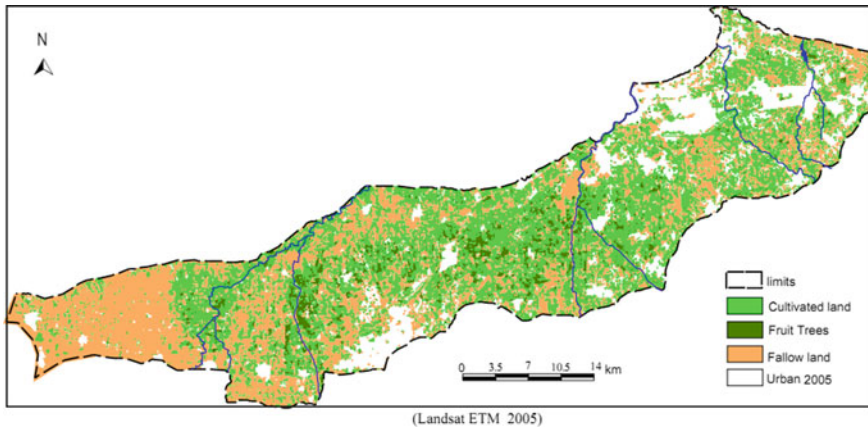 N
limits
Cultivated land
Fruit Trees
Fallow land
Urban 2005
0 3.5 7 10.5 14 km
(Landsat ETM 2005)